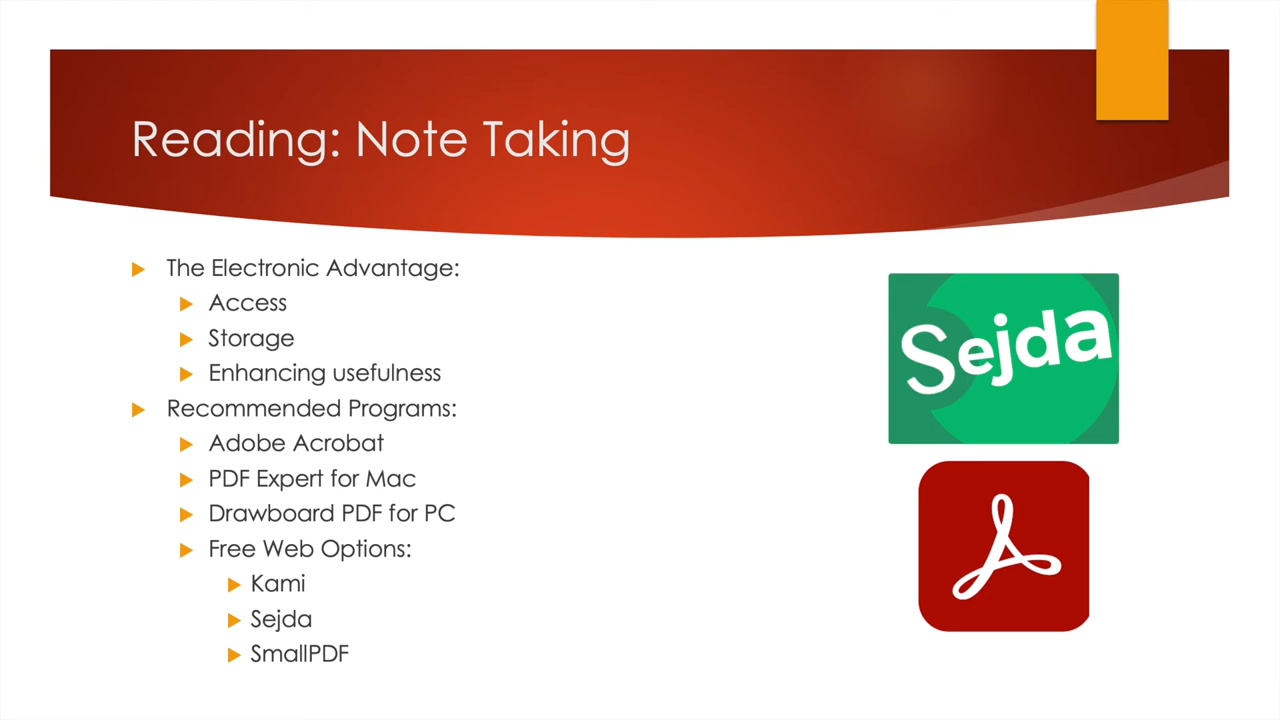 Reading: Note Taking
The Electronic Advantage:
Access
Storage
Enhancing usefulness
Recommended Programs:
Adobe Acrobat
PDF Expert for Mac
Drawboard PDF for PC
Free Web Options:
Kami
Sejda
SmallPDF
Sejda